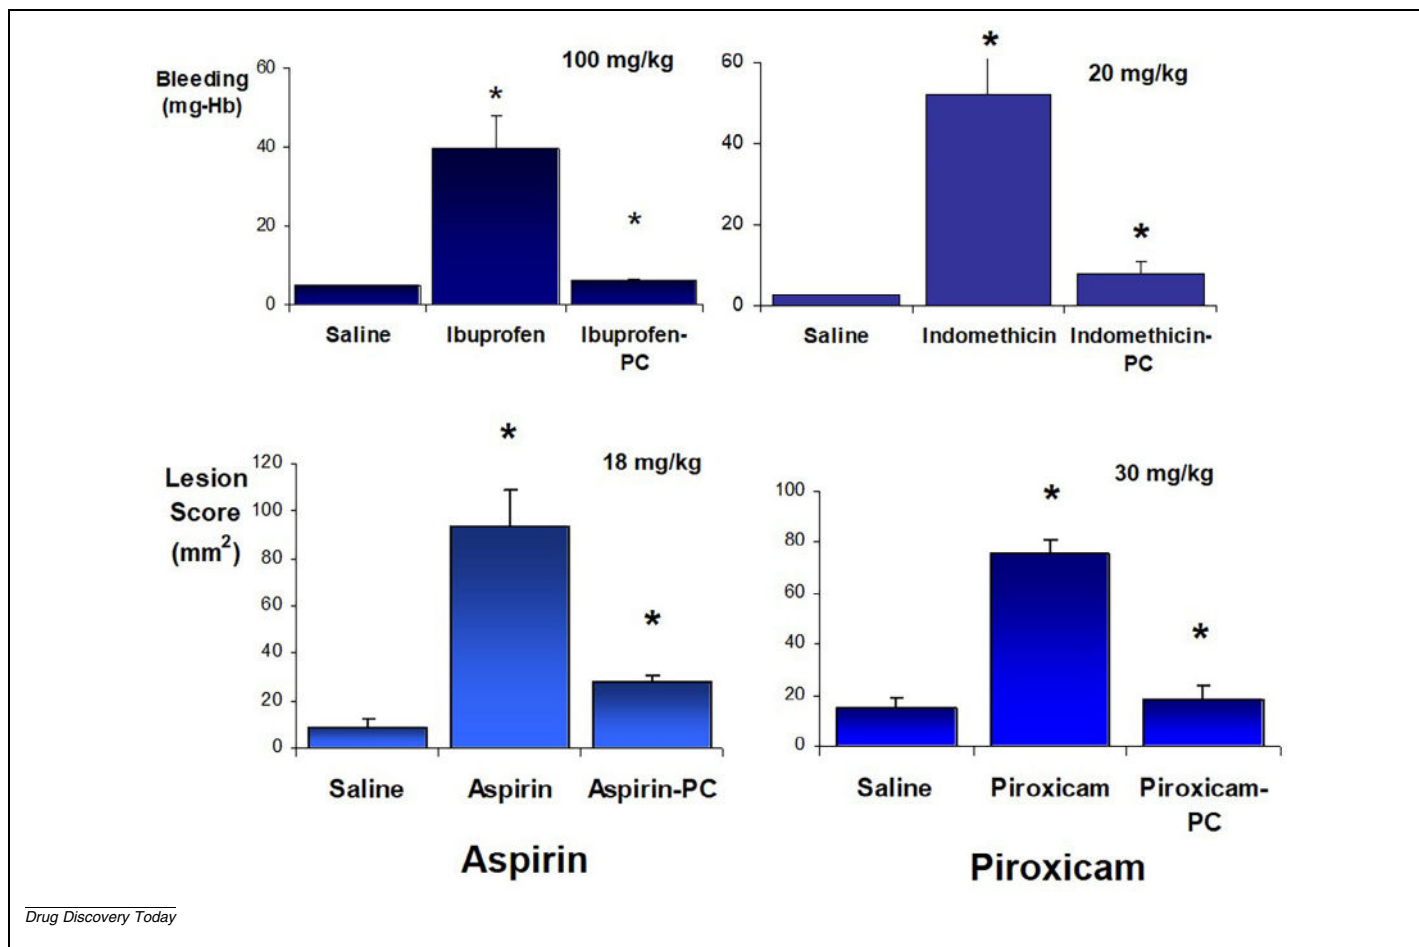 Bleeding
(mg-Hb)
60
40
20
0
100 mg/kg
*
*
Saline
Ibuprofen
Ibuprofen-
PC
60
40
20
0
20 mg/kg
*
*
Saline
Indomethicin
Indomethicin-
PC
Lesion
Score
(mm²)
120
100
80
60
40
20
0
18 mg/kg
*
*
Saline
Aspirin
Aspirin-PC
Aspirin
100
80
60
40
20
0
30 mg/kg
*
*
Saline
Piroxicam
Piroxicam-
PC
Piroxicam
Drug Discovery Today